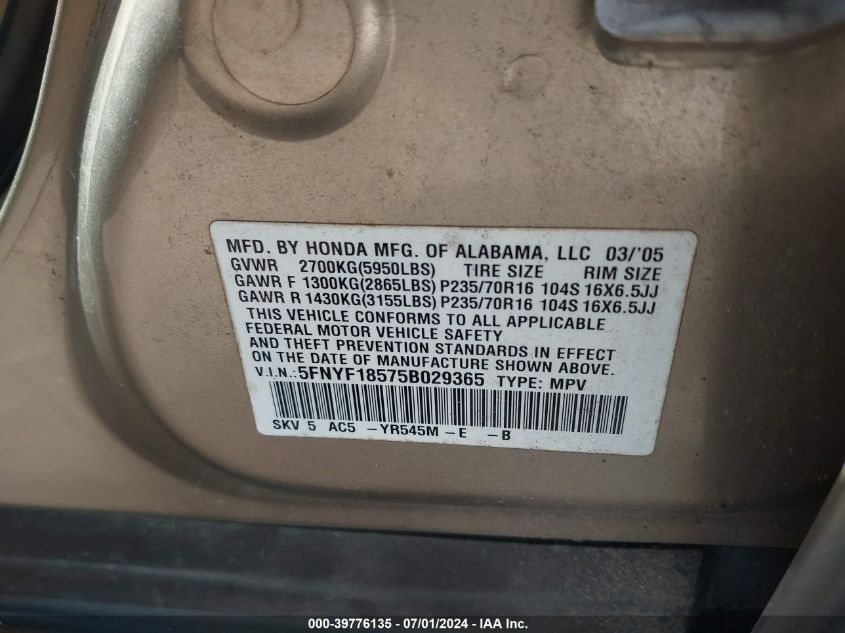 MFD. BY HONDA MFG. OF ALABAMA, LLC 03/'05
GVWR 2700KG(5950LBS) TIRE SIZE RIM SIZE
GAWR F 1300KG(2865LBS) P235/70R16 104S 16X6.5JJ
GAWR R 1430KG(3155LBS) P235/70R16 104S 16X6.5JJ
THIS VEHICLE CONFORMS TO ALL APPLICABLE
FEDERAL MOTOR VEHICLE SAFETY
AND THEFT PREVENTION STANDARDS IN EFFECT
ON THE DATE OF MANUFACTURE SHOWN ABOVE.
V.I.N.: 5FNYF18575B029365 TYPE: MPV
SKV 5 AC5 -YR545M -E -B
000-39776135 - 07/01/2024 - IAA Inc.